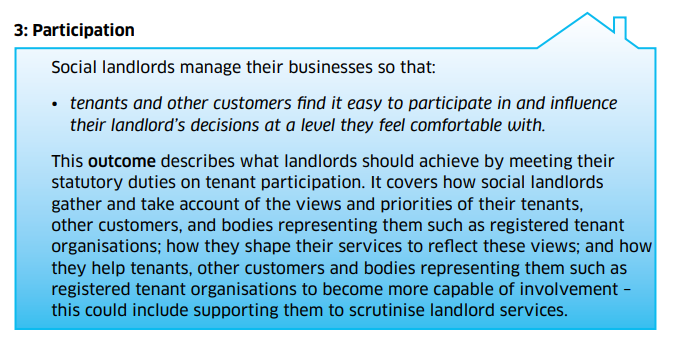 3: Participation
Social landlords manage their businesses so that:
• tenants and other customers find it easy to participate in and influence
their landlord’s decisions at a level they feel comfortable with.
This outcome describes what landlords should achieve by meeting their
statutory duties on tenant participation. It covers how social landlords
gather and take account of the views and priorities of their tenants,
other customers, and bodies representing them such as registered tenant
organisations; how they shape their services to reflect these views; and how
they help tenants, other customers and bodies representing them such as
registered tenant organisations to become more capable of involvement –
this could include supporting them to scrutinise landlord services.